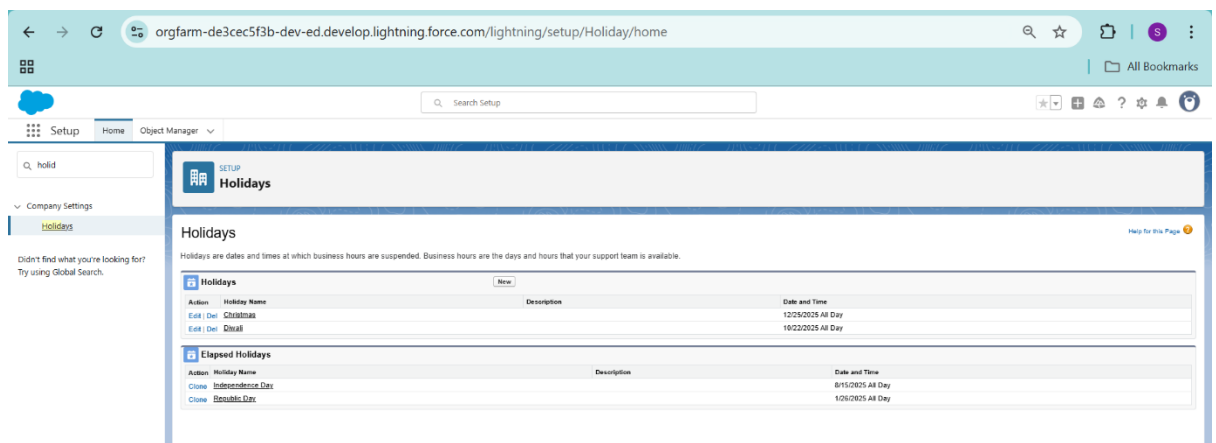 orgfarm-de3cec5f3b-dev-ed.develop.lightning.force.com/lightning/setup/Holiday/home
S
All Bookmarks
Search Setup
Setup Home Object Manager
holid
Company Settings
Holidays
Didn't find what you're looking for?
Try using Global Search.
SETUP
Holidays
Holidays
Help for this Page
Holidays are dates and times at which business hours are suspended. Business hours are the days and hours that your support team is available.
Holidays New
Action Holiday Name Description Date and Time
Edit | Del Christmas 12/25/2025 All Day
Edit | Del Diwali 10/22/2025 All Day
Elapsed Holidays
Action Holiday Name Description Date and Time
Clone Independence Day 8/15/2025 All Day
Clone Republic Day 1/26/2025 All Day